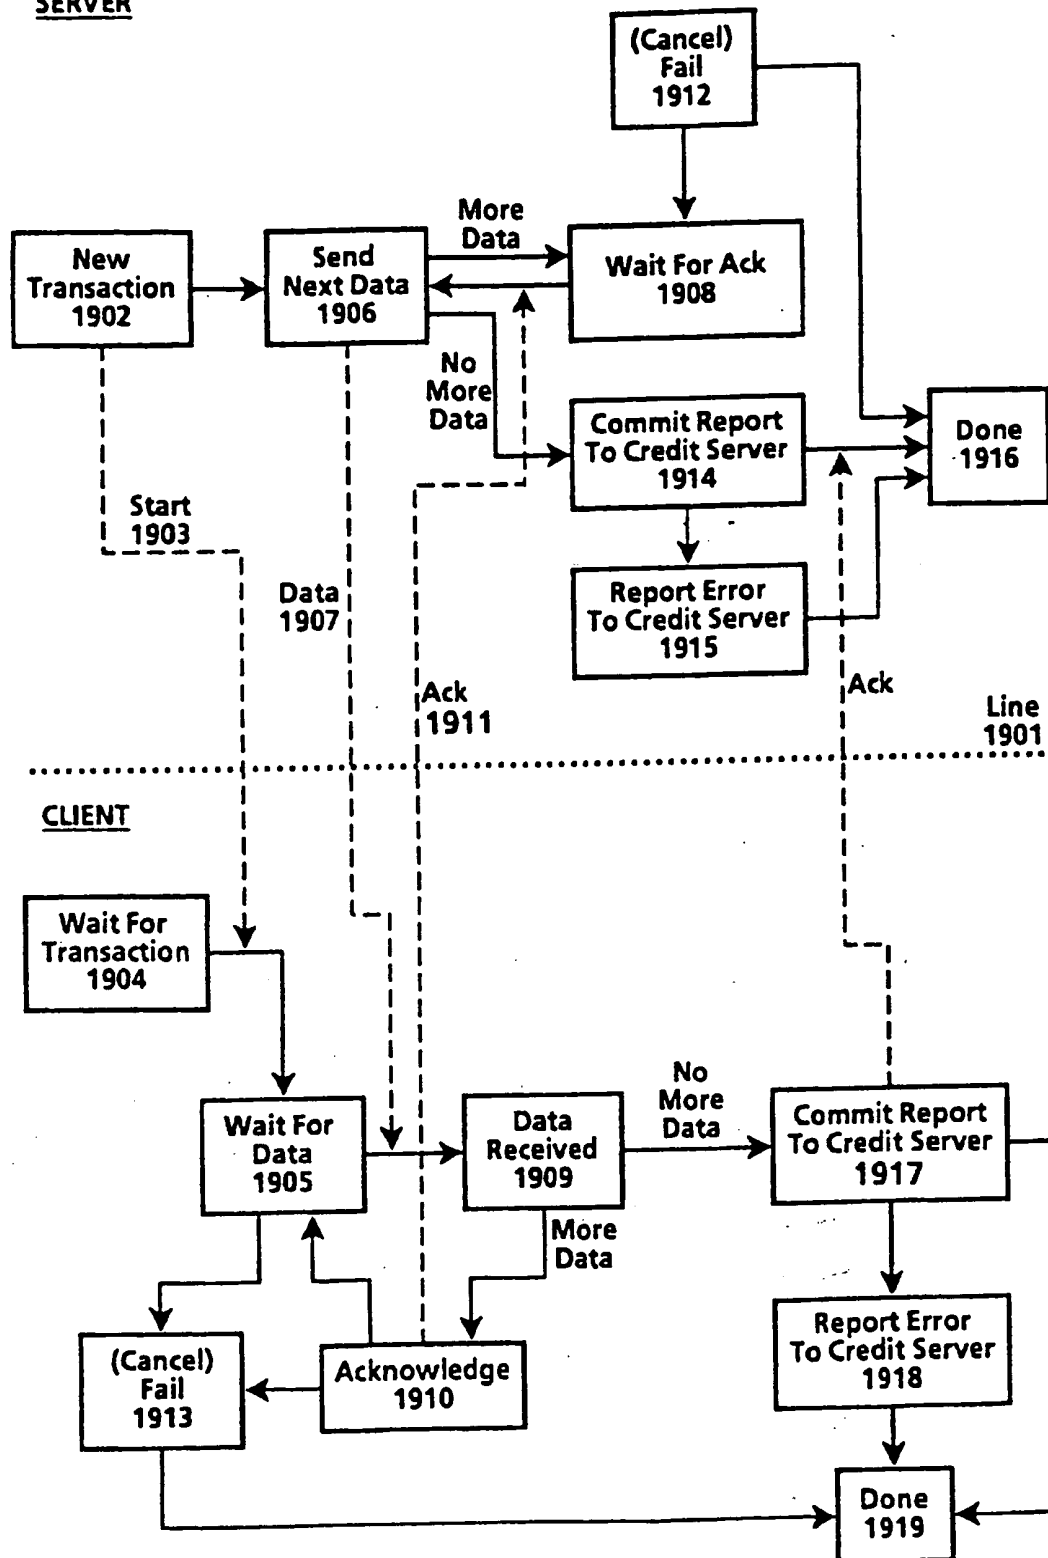 SERVER
(Cancel)
Fail
1912
New
Transaction
1902
Send
Next Data
1906
More
Data
Wait For Ack
1908
No
More
Data
Commit Report
To Credit Server
1914
Done
1916
Start
1903
Data
1907
Report Error
To Credit Server
1915
Ack
1911
Ack
Line
1901
CLIENT
Wait For
Transaction
1904
Wait For
Data
1905
Data
Received
1909
No
More
Data
Commit Report
To Credit Server
1917
More
Data
(Cancel)
Fail
1913
Acknowledge
1910
Report Error
To Credit Server
1918
Done
1919